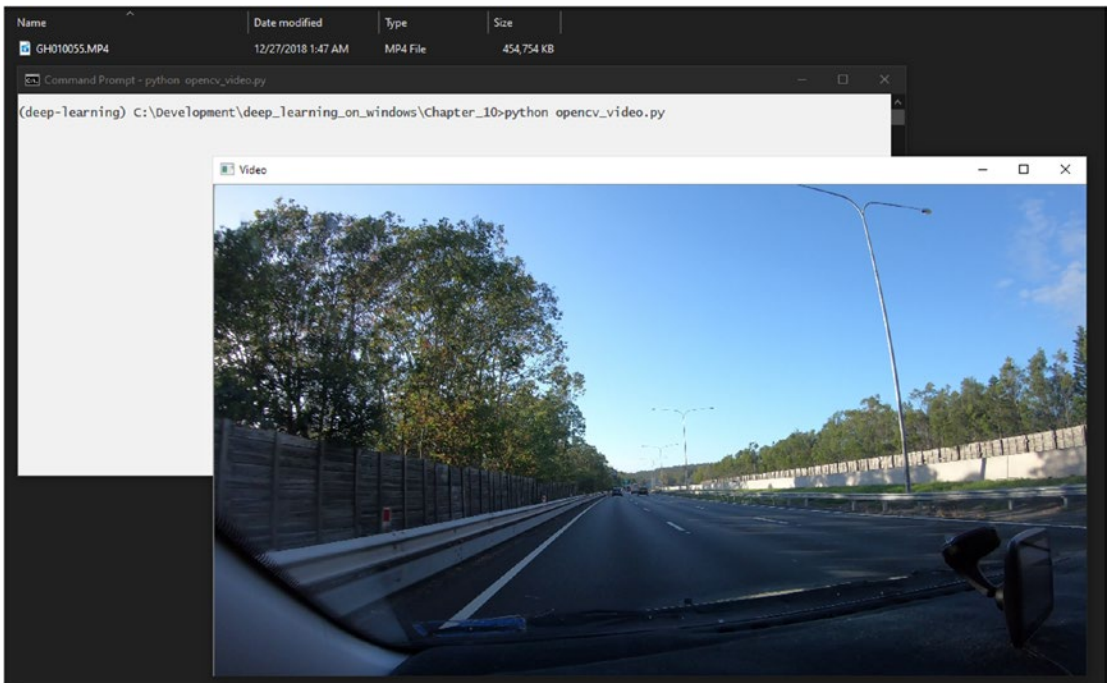 Name Date modified Type Size
GH010055.MP4 12/27/2018 1:47 AM MP4 File 454,754 KB
Command Prompt - python opencv_video.py
(deep-learning) C:\Development\deep_learning_on_windows\Chapter_10>python opencv_video.py
Video